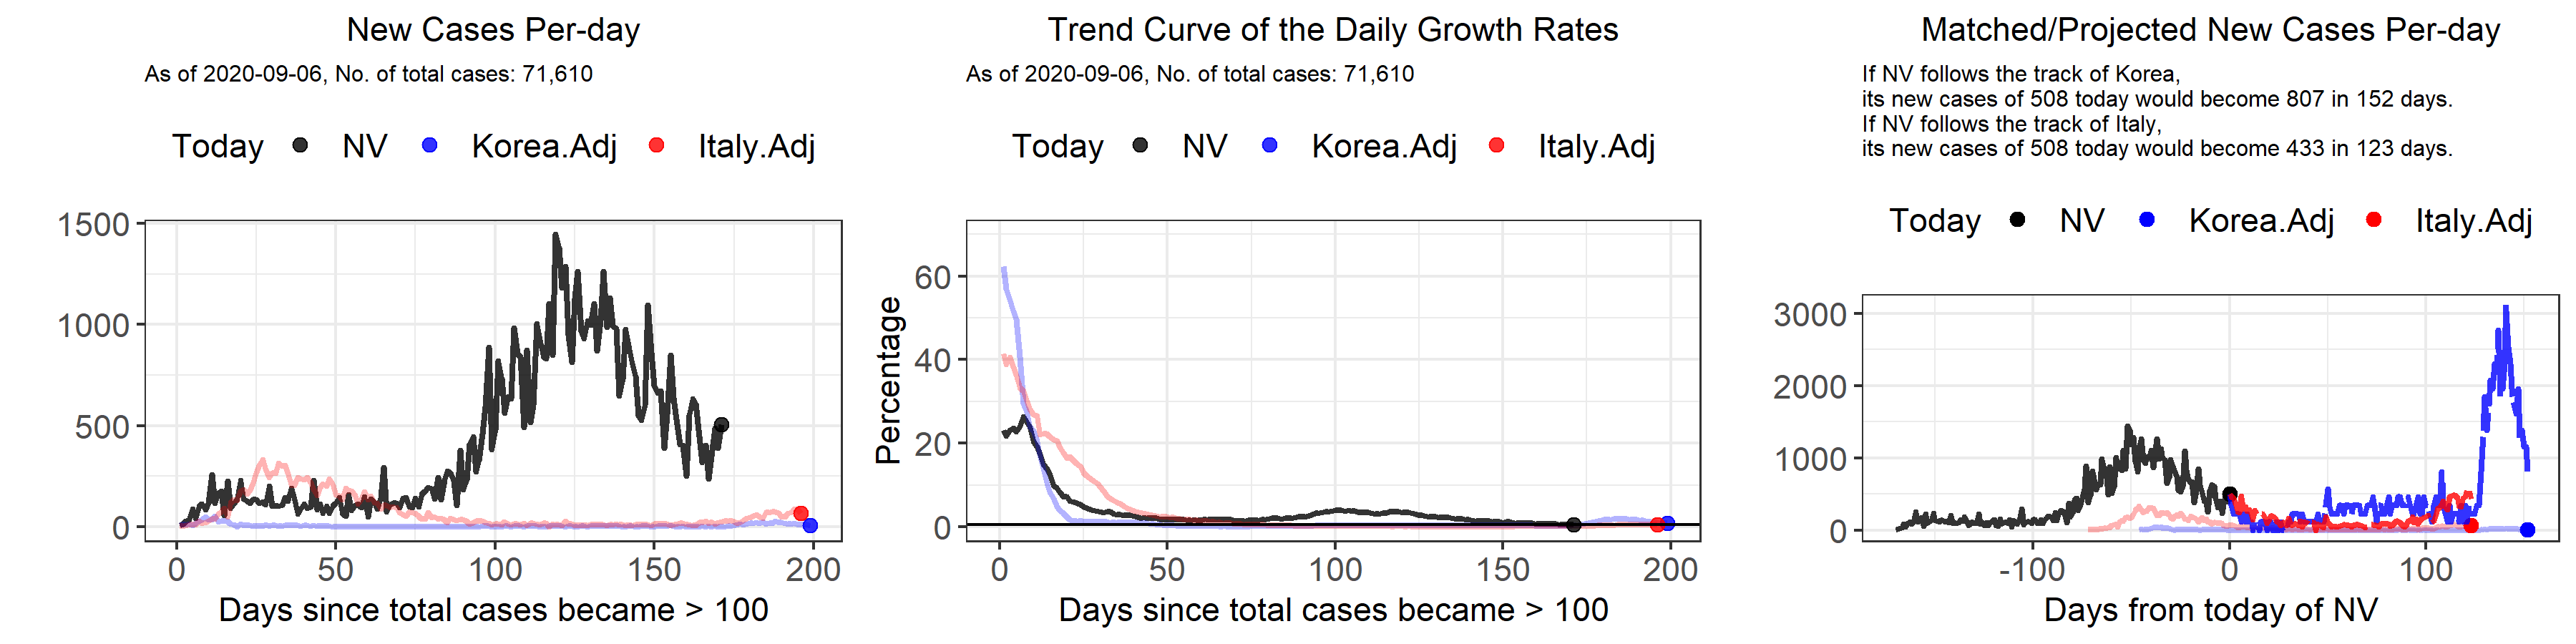 New Cases Per-day
As of 2020-09-06, No. of total cases: 71,610
Today NV Korea.Adj Italy.Adj
1500
1000
500
0
0 50 100 150 200
Days since total cases became > 100
Trend Curve of the Daily Growth Rates
As of 2020-09-06, No. of total cases: 71,610
Today NV Korea.Adj Italy.Adj
Percentage
60
40
20
0
0 50 100 150 200
Days since total cases became > 100
Matched/Projected New Cases Per-day
If NV follows the track of Korea,
its new cases of 508 today would become 807 in 152 days.
If NV follows the track of Italy,
its new cases of 508 today would become 433 in 123 days.
Today NV Korea.Adj Italy.Adj
3000
2000
1000
0
-100 0 100
Days from today of NV